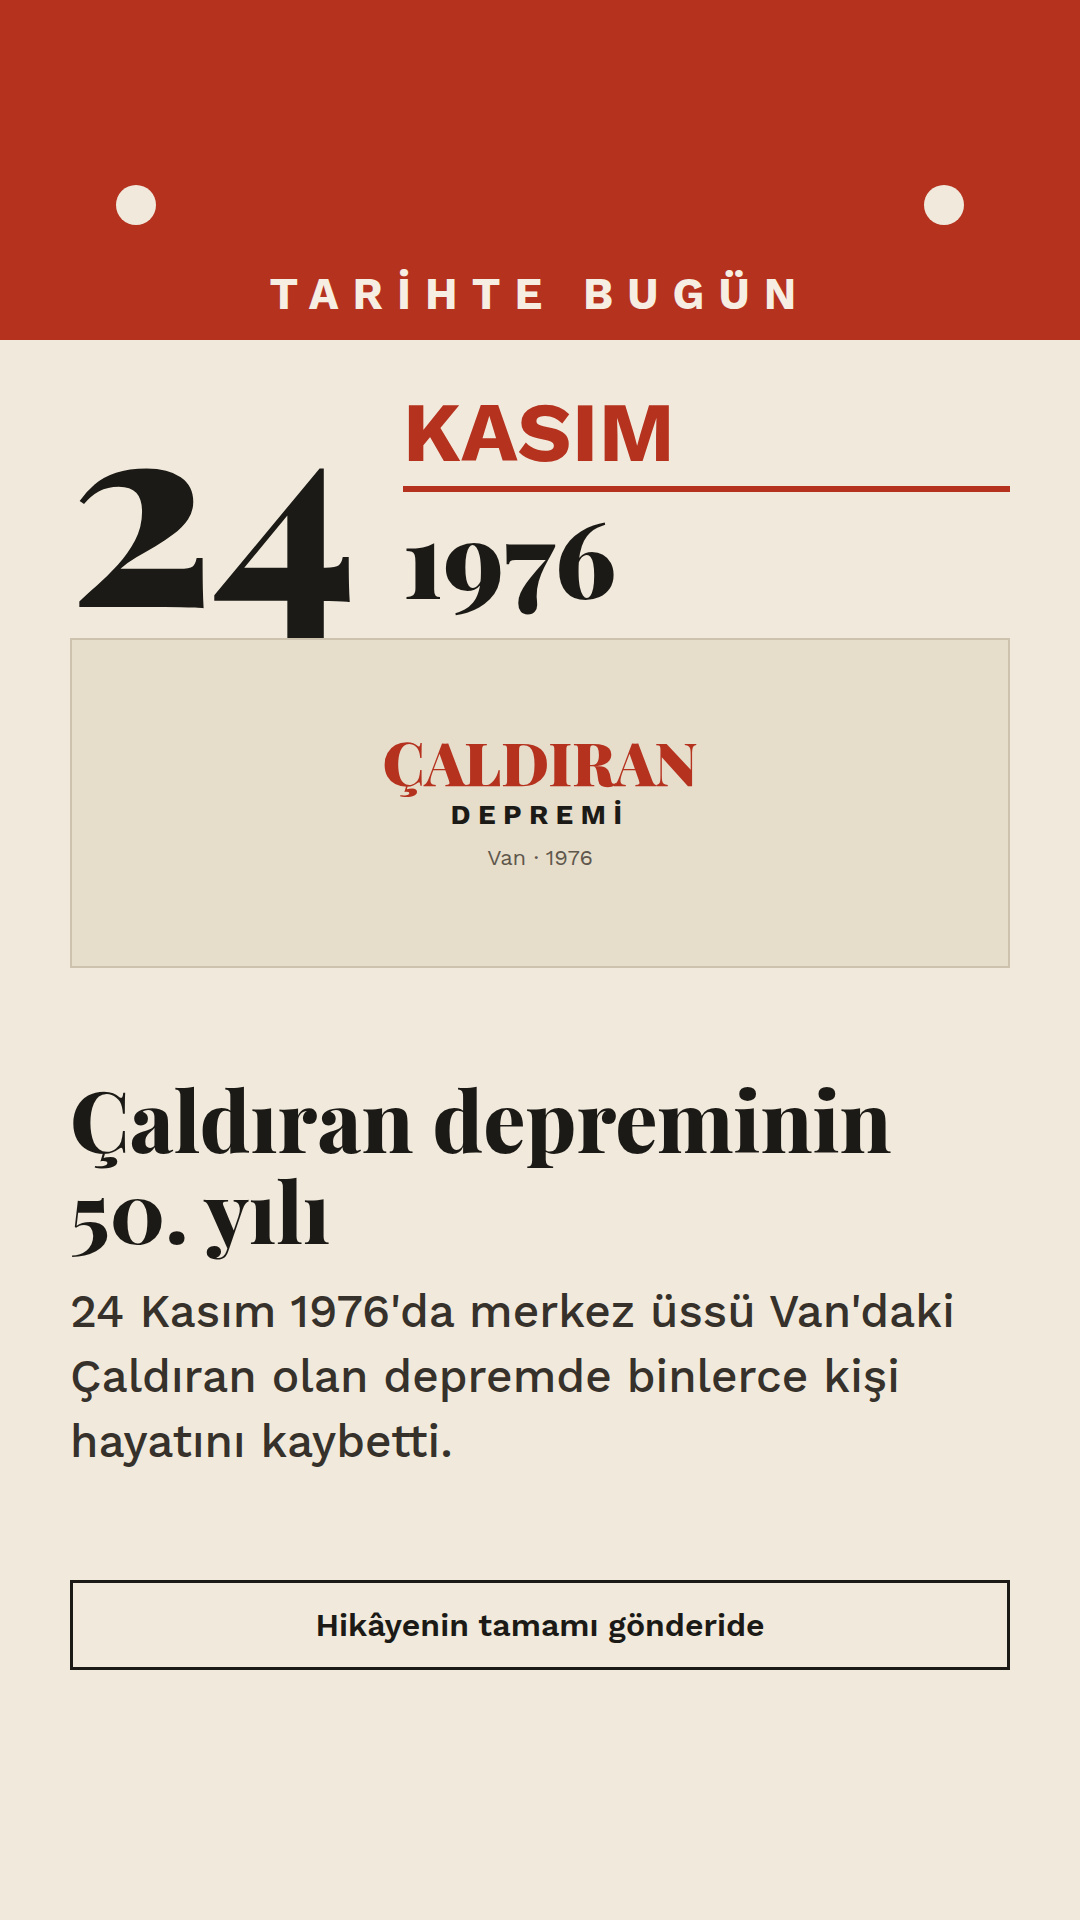 TARİHTE BUGÜN
24
KASIM
1976
ÇALDIRAN
DEPREMİ
Van · 1976
Çaldıran depreminin
50. yılı
24 Kasım 1976'da merkez üssü Van'daki
Çaldıran olan depremde binlerce kişi
hayatını kaybetti.
Hikâyenin tamamı gönderide